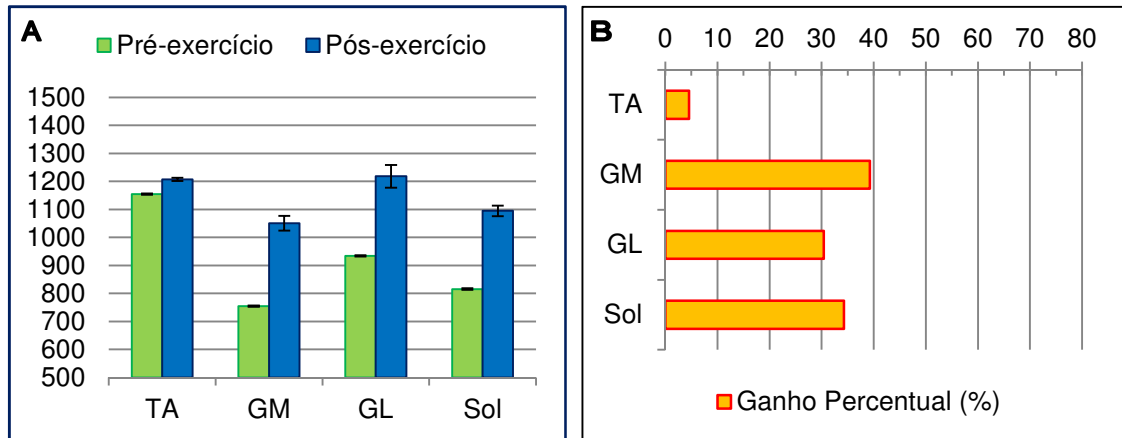 A
Pré-exercício Pós-exercício
1500
1400
1300
1200
1100
1000
900
800
700
600
500
TA GM GL Sol
B
0 10 20 30 40 50 60 70 80
TA
GM
GL
Sol
Ganho Percentual (%)